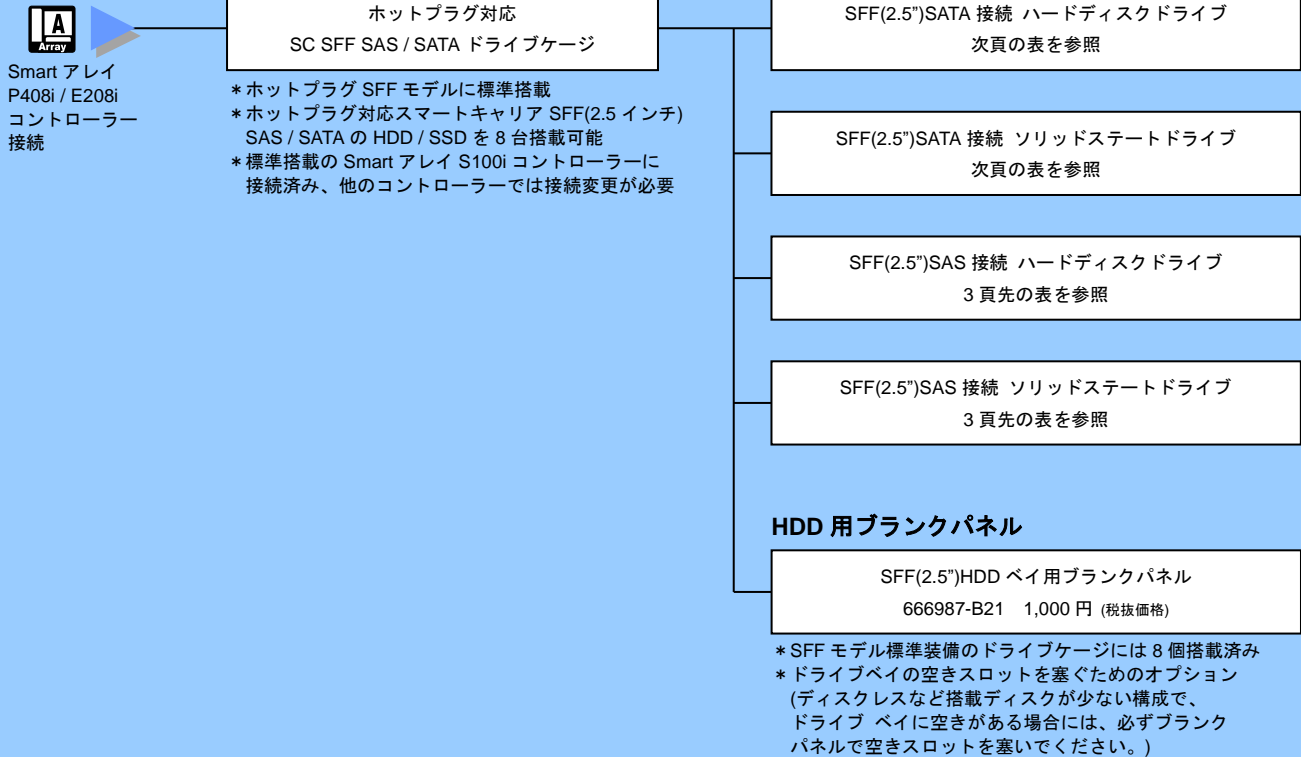 A
Array
Smart アレイ
P408i / E208i
コントローラー
接続
ホットプラグ対応
SC SFF SAS / SATA ドライブケージ
＊ホットプラグ SFF モデルに標準搭載
＊ホットプラグ対応スマートキャリア SFF(2.5 インチ)
SAS / SATA の HDD / SSD を 8 台搭載可能
＊標準搭載の Smart アレイ S100i コントローラーに
接続済み、他のコントローラーでは接続変更が必要
SFF(2.5”)SATA 接続 ハードディスクドライブ
次頁の表を参照
SFF(2.5”)SATA 接続 ソリッドステートドライブ
次頁の表を参照
SFF(2.5”)SAS 接続 ハードディスクドライブ
3 頁先の表を参照
SFF(2.5”)SAS 接続 ソリッドステートドライブ
3 頁先の表を参照
HDD 用ブランクパネル
SFF(2.5”)HDD ベイ用ブランクパネル
666987-B21 1,000 円 (税抜価格)
＊SFF モデル標準装備のドライブケージには 8 個搭載済み
＊ドライブベイの空きスロットを塞ぐためのオプション
(ディスクレスなど搭載ディスクが少ない構成で、
ドライブ ベイに空きがある場合には、必ずブランク
パネルで空きスロットを塞いでください。)